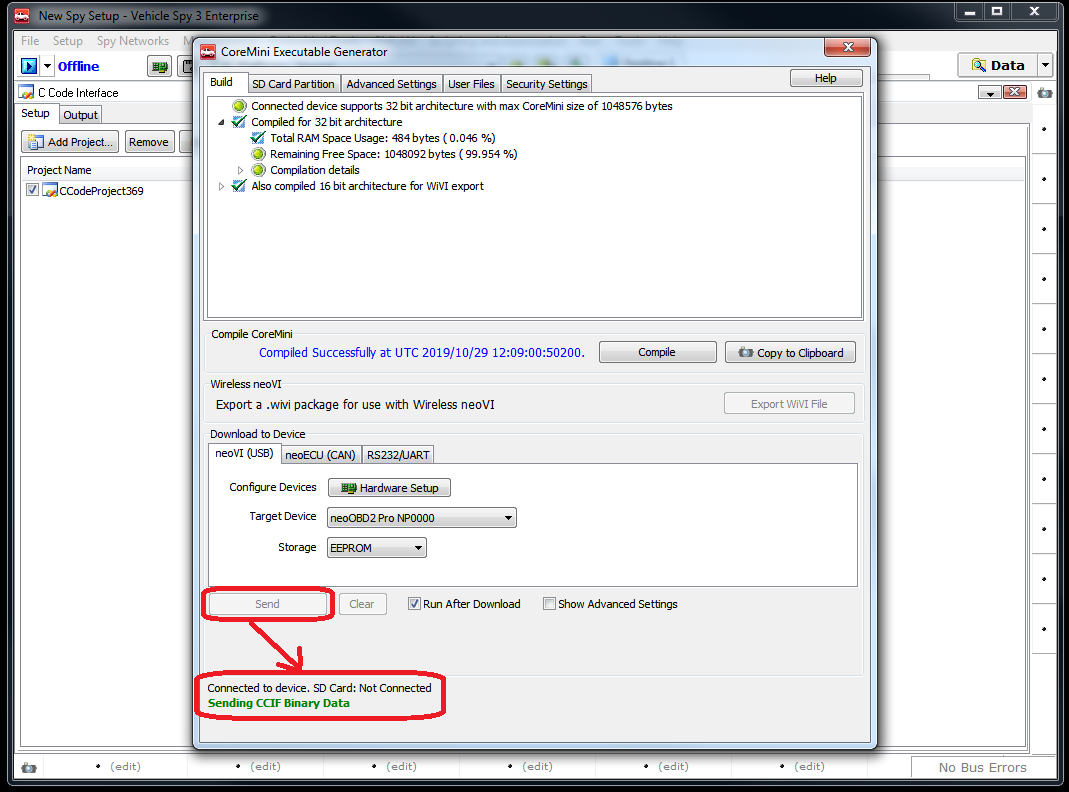 New Spy Setup - Vehicle Spy 3 Enterprise
File Setup Spy Networks
Offline
Data
C Code Interface
Setup Output
Add Project... Remove
Project Name
CCodeProject369
CoreMini Executable Generator
Build SD Card Partition Advanced Settings User Files Security Settings Help
Connected device supports 32 bit architecture with max CoreMini size of 1048576 bytes
Compiled for 32 bit architecture
Total RAM Space Usage: 484 bytes ( 0.046 %)
Remaining Free Space: 1048092 bytes ( 99.954 %)
Compilation details
Also compiled 16 bit architecture for WiVI export
Compile CoreMini
Compiled Successfully at UTC 2019/10/29 12:09:00:50200. Compile Copy to Clipboard
Wireless neoVI
Export a .wivi package for use with Wireless neoVI Export WiVI File
Download to Device
neoVI (USB) neoECU (CAN) RS232/UART
Configure Devices Hardware Setup
Target Device neoOBD2 Pro NP0000
Storage EEPROM
Send Clear Run After Download Show Advanced Settings
Connected to device. SD Card: Not Connected
Sending CCIF Binary Data
(edit) (edit) (edit) (edit) (edit) (edit) No Bus Errors